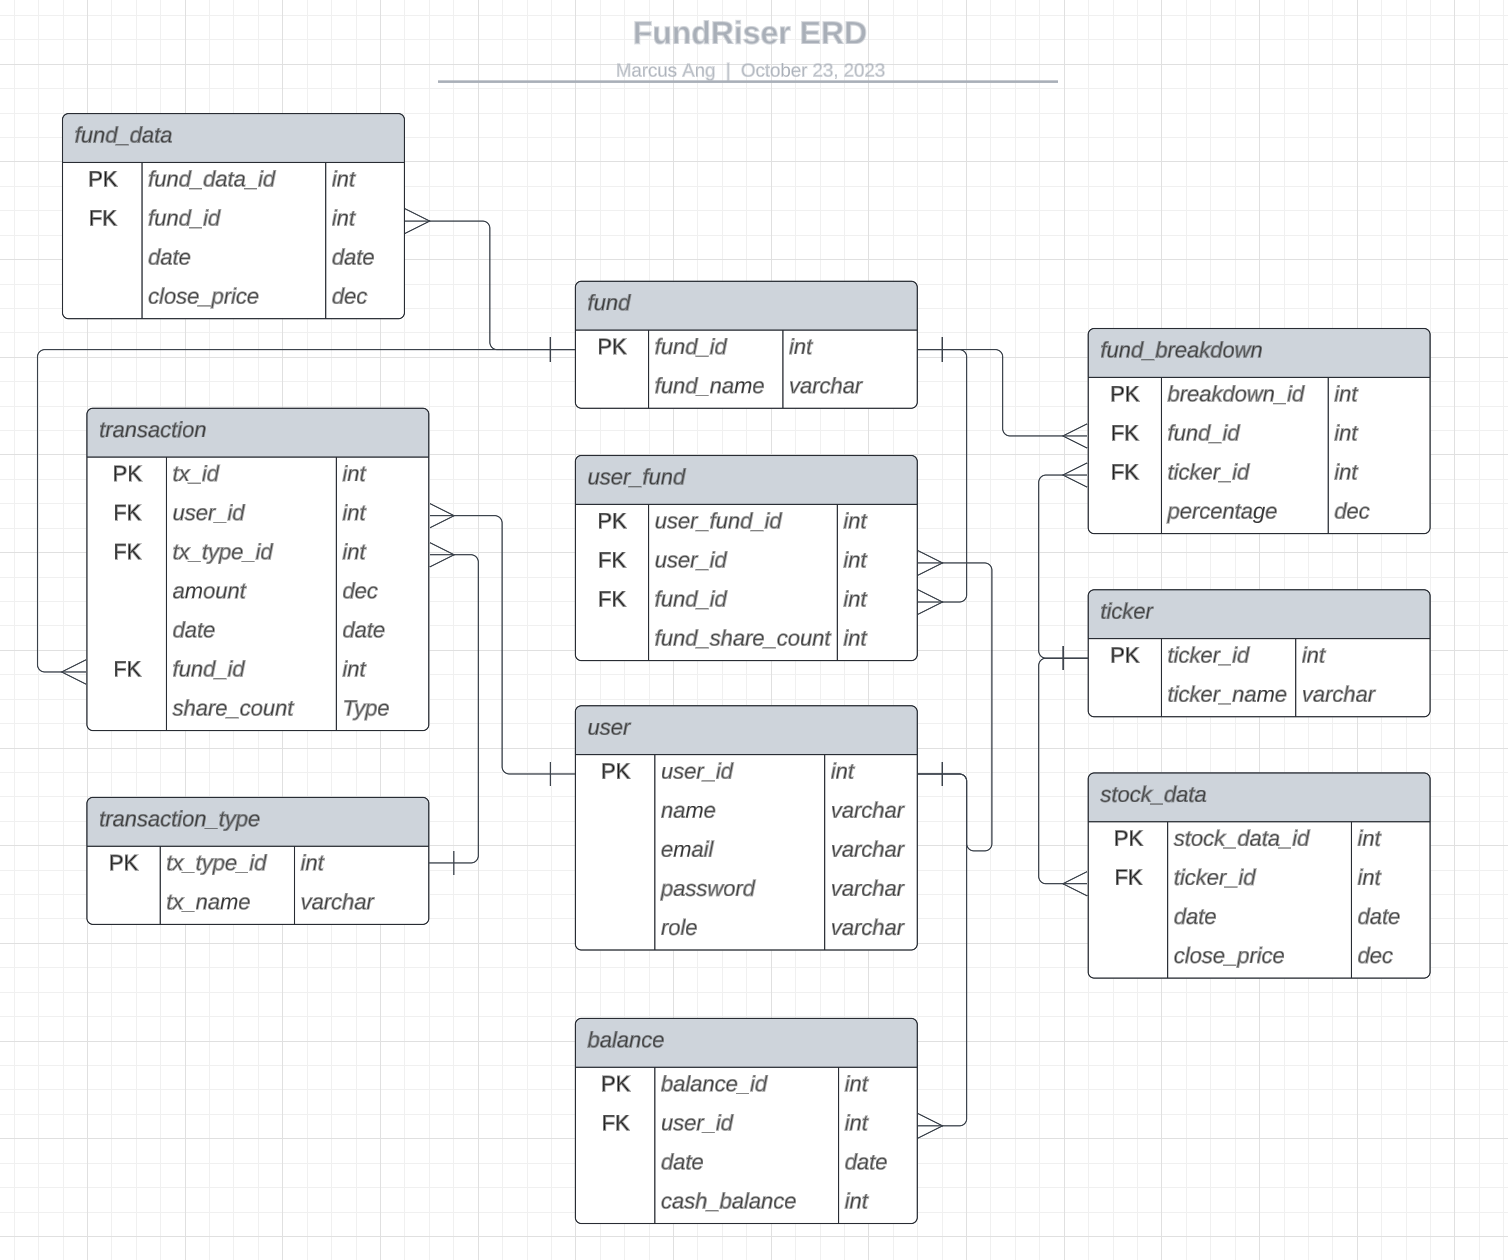 FundRiser ERD
Marcus Ang | October 23, 2023
fund_data
PK fund_data_id int
FK fund_id int
date date
close_price dec
fund
PK fund_id int
fund_name varchar
fund_breakdown
PK breakdown_id int
FK fund_id int
FK ticker_id int
percentage dec
transaction
PK tx_id int
FK user_id int
FK tx_type_id int
amount dec
date date
FK fund_id int
share_count Type
user_fund
PK user_fund_id int
FK user_id int
FK fund_id int
fund_share_count int
ticker
PK ticker_id int
ticker_name varchar
user
PK user_id int
name varchar
email varchar
password varchar
role varchar
stock_data
PK stock_data_id int
FK ticker_id int
date date
close_price dec
transaction_type
PK tx_type_id int
tx_name varchar
balance
PK balance_id int
FK user_id int
date date
cash_balance int